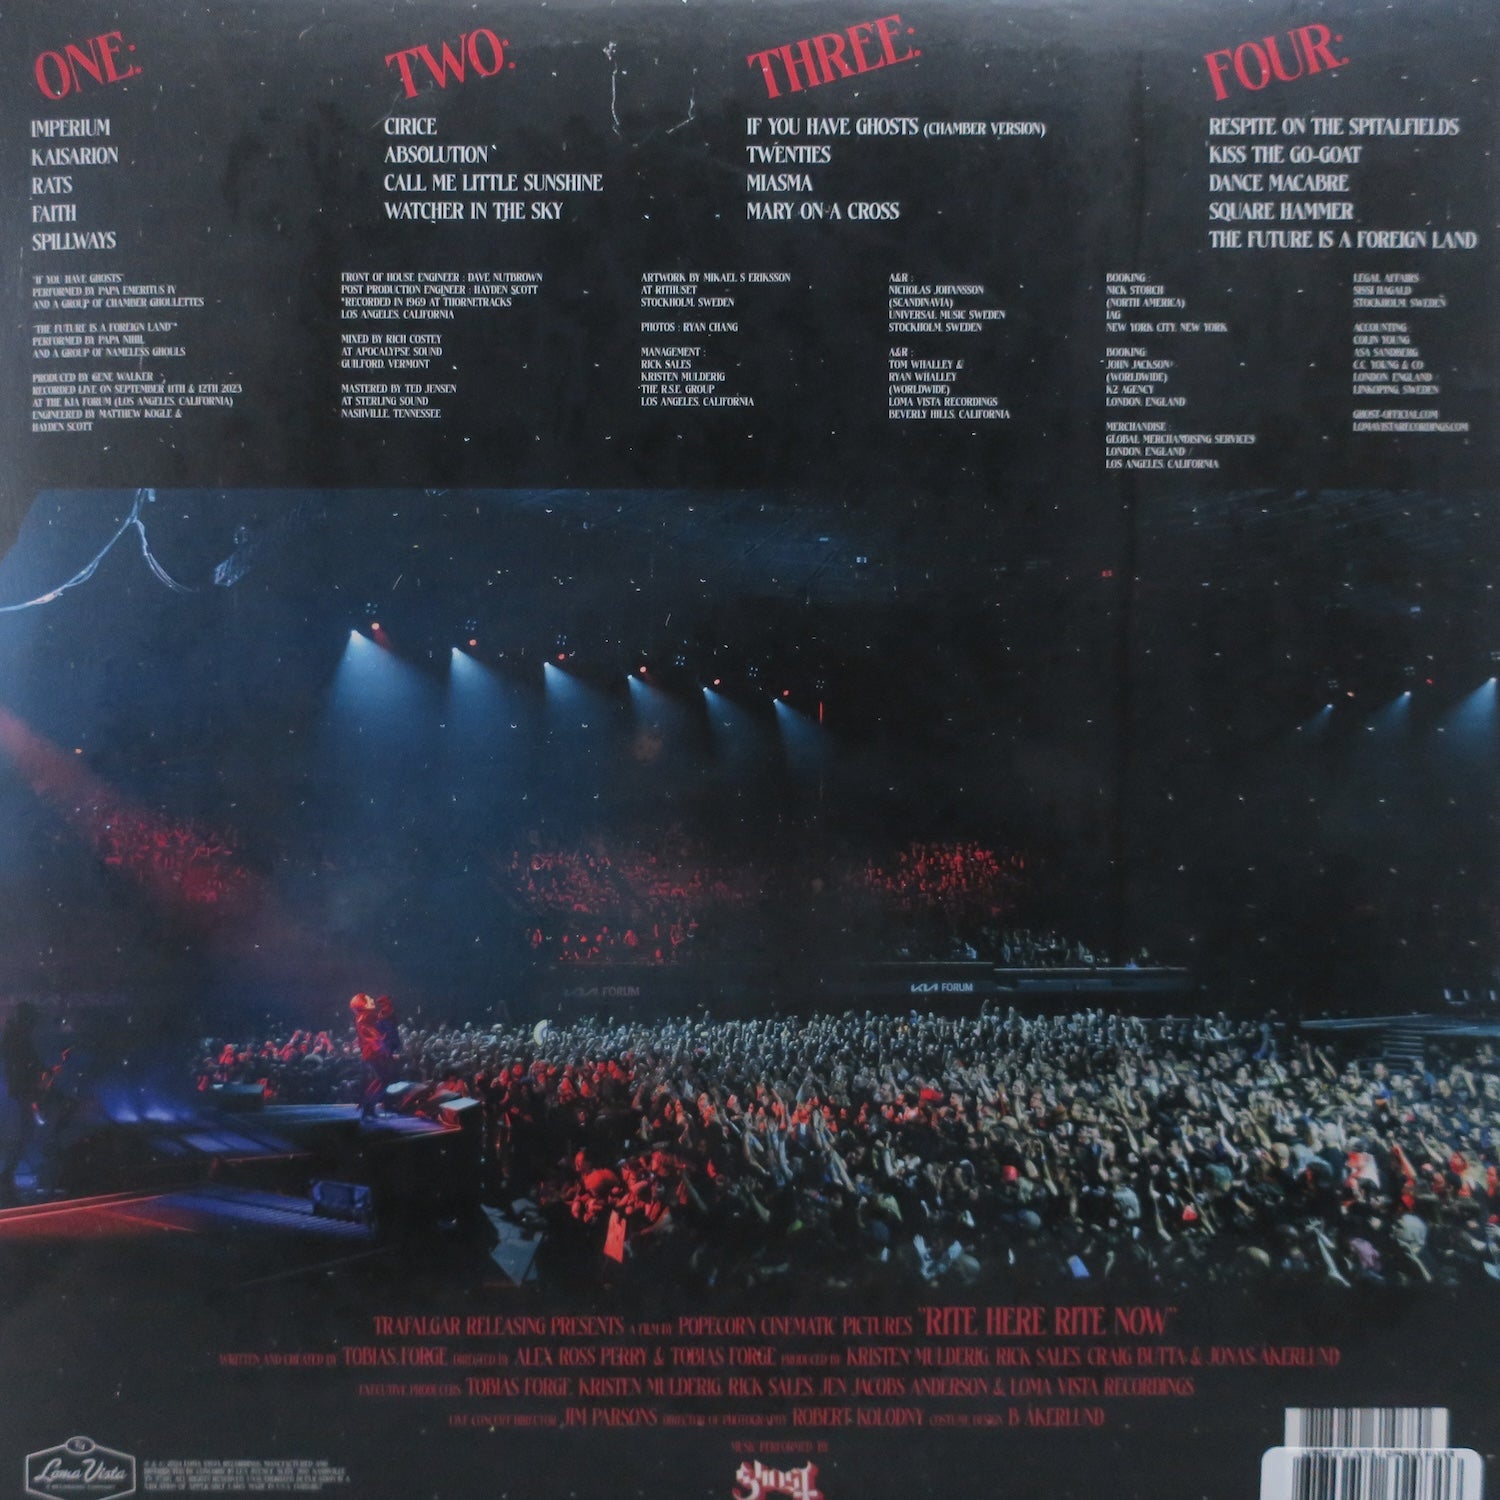 ONE:
IMPERIUM
KAISARION
RATS
FAITH
SPILLWAYS
TWO:
CIRICE
ABSOLUTION
CALL ME LITTLE SUNSHINE
WATCHER IN THE SKY
THREE:
IF YOU HAVE GHOSTS (CHAMBER VERSION)
TWENTIES
MIASMA
MARY ON A CROSS
FOUR:
RESPITE ON THE SPITALFIELDS
KISS THE GO-GOAT
DANCE MACABRE
SQUARE HAMMER
THE FUTURE IS A FOREIGN LAND
"IF YOU HAVE GHOSTS"
PERFORMED BY PAPA EMERITUS IV
AND A GROUP OF CHAMBER GHOULETTES
"THE FUTURE IS A FOREIGN LAND"*
PERFORMED BY PAPA NIHIL
AND A GROUP OF NAMELESS GHOULS
PRODUCED BY GENE WALKER
RECORDED LIVE ON SEPTEMBER 11TH & 12TH 2023
AT THE KIA FORUM (LOS ANGELES, CALIFORNIA)
ENGINEERED BY MATTHEW KOGLE &
HAYDEN SCOTT
FRONT OF HOUSE ENGINEER : DAVE NUTBROWN
POST PRODUCTION ENGINEER : HAYDEN SCOTT
*RECORDED IN 1969 AT THORNETRACKS
LOS ANGELES, CALIFORNIA
MIXED BY RICH COSTEY
AT APOCALYPSE SOUND
GUILFORD, VERMONT
MASTERED BY TED JENSEN
AT STERLING SOUND
NASHVILLE, TENNESSEE
ARTWORK BY MIKAEL S ERIKSSON
AT RITHUSET
STOCKHOLM, SWEDEN
PHOTOS : RYAN CHANG
MANAGEMENT :
RICK SALES
KRISTEN MULDERIG
THE R.S.E. GROUP
LOS ANGELES, CALIFORNIA
A&R :
NICHOLAS JOHANSSON
(SCANDINAVIA)
UNIVERSAL MUSIC SWEDEN
STOCKHOLM, SWEDEN
A&R :
TOM WHALLEY &
RYAN WHALLEY
(WORLDWIDE)
LOMA VISTA RECORDINGS
BEVERLY HILLS, CALIFORNIA
BOOKING :
NICK STORCH
(NORTH AMERICA)
IAG
NEW YORK CITY, NEW YORK
BOOKING:
JOHN JACKSON
(WORLDWIDE)
K2 AGENCY
LONDON, ENGLAND
MERCHANDISE :
GLOBAL MERCHANDISING SERVICES
LONDON, ENGLAND /
LOS ANGELES, CALIFORNIA
LEGAL AFFAIRS
SISSI HAGALD
STOCKHOLM, SWEDEN
ACCOUNTING
COLIN YOUNG
ASA SANDBERG
C.C. YOUNG & CO
LONDON, ENGLAND
LINKOPING, SWEDEN
GHOST-OFFICIAL.COM
LOMAVISTARECORDINGS.COM
KIA FORUM
KIA FORUM
TRAFALGAR RELEASING PRESENTS A FILM BY POPECORN CINEMATIC PICTURES "RITE HERE RITE NOW"
WRITTEN AND CREATED BY TOBIAS FORGE DIRECTED BY ALEX ROSS PERRY & TOBIAS FORGE PRODUCED BY KRISTEN MULDERIG, RICK SALES, CRAIG BUTTA & JONAS ÅKERLUND
EXECUTIVE PRODUCERS TOBIAS FORGE, KRISTEN MULDERIG, RICK SALES, JEN JACOBS ANDERSON & LOMA VISTA RECORDINGS
LIVE CONCERT DIRECTOR JIM PARSONS DIRECTOR OF PHOTOGRAPHY ROBERT KOLODNY COSTUME DESIGN B ÅKERLUND
MUSIC PERFORMED BY
Ghost
Loma Vista